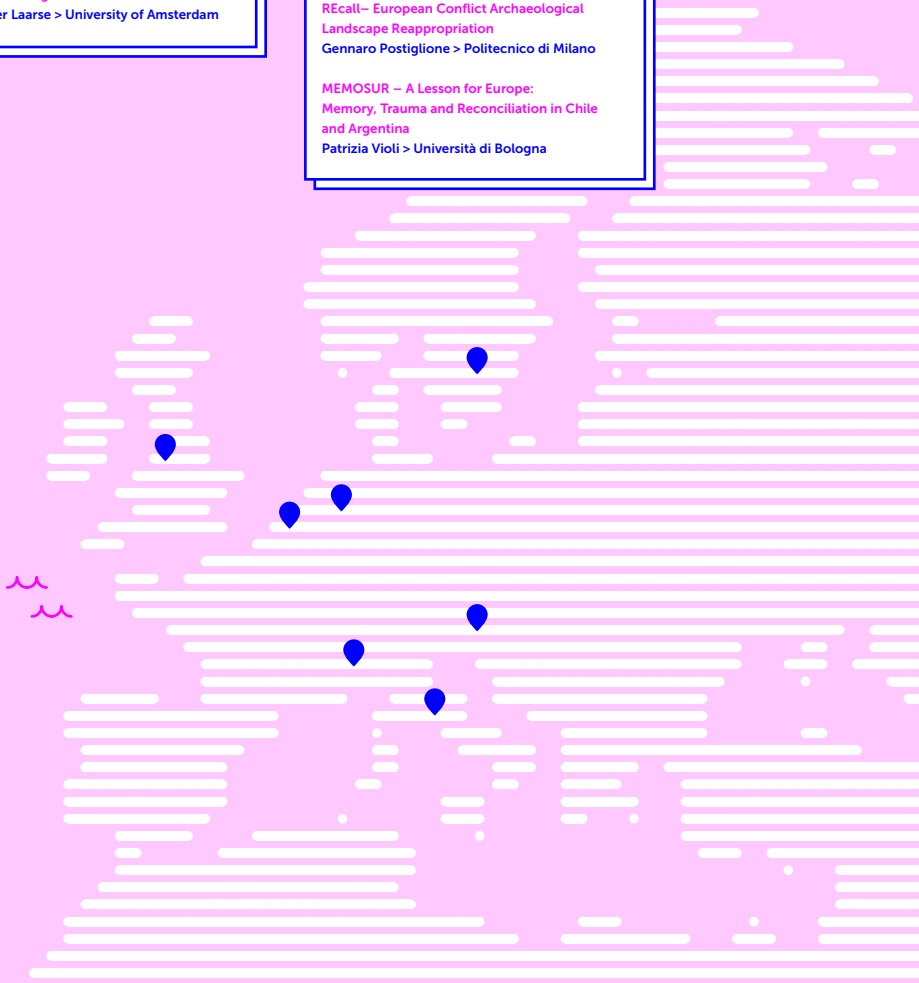 er Laarse > University of Amsterdam
REcall– European Conflict Archaeological
Landscape Reappropriation
Gennaro Postiglione > Politecnico di Milano
MEMOSUR – A Lesson for Europe:
Memory, Trauma and Reconciliation in Chile
and Argentina
Patrizia Violi > Università di Bologna